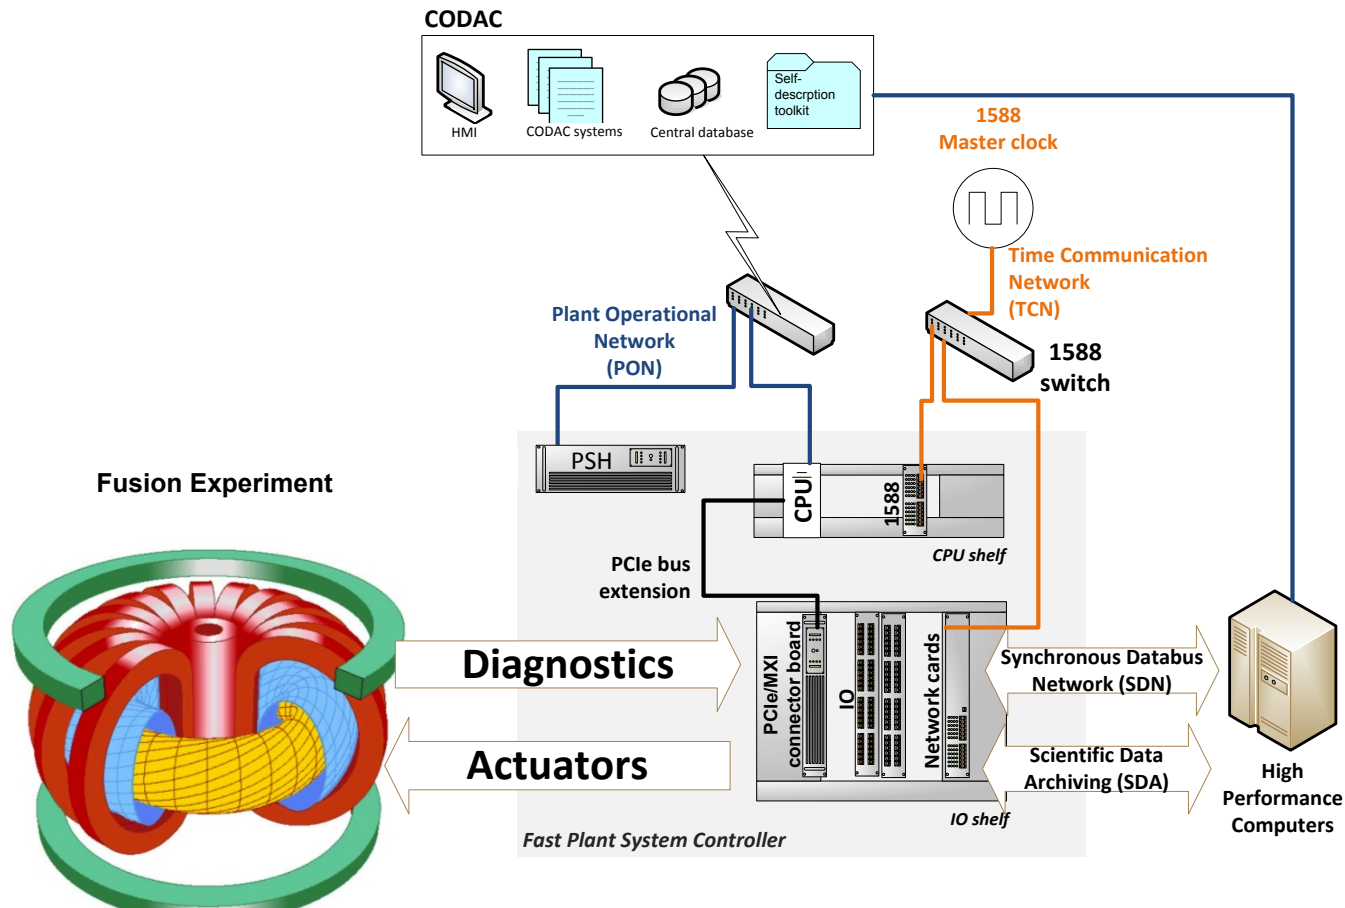 CODAC
HMI
CODAC systems
Central database
Self-
descrption
toolkit
1588
Master clock
Time Communication
Network
(TCN)
Plant Operational
Network
(PON)
1588
switch
PSH
CPU
1588
CPU shelf
Fusion Experiment
PCIe bus
extension
Diagnostics
Actuators
PCIe/MXI
connector board
IO
Network cards
IO shelf
Synchronous Databus
Network (SDN)
Scientific Data
Archiving (SDA)
High
Performance
Computers
Fast Plant System Controller